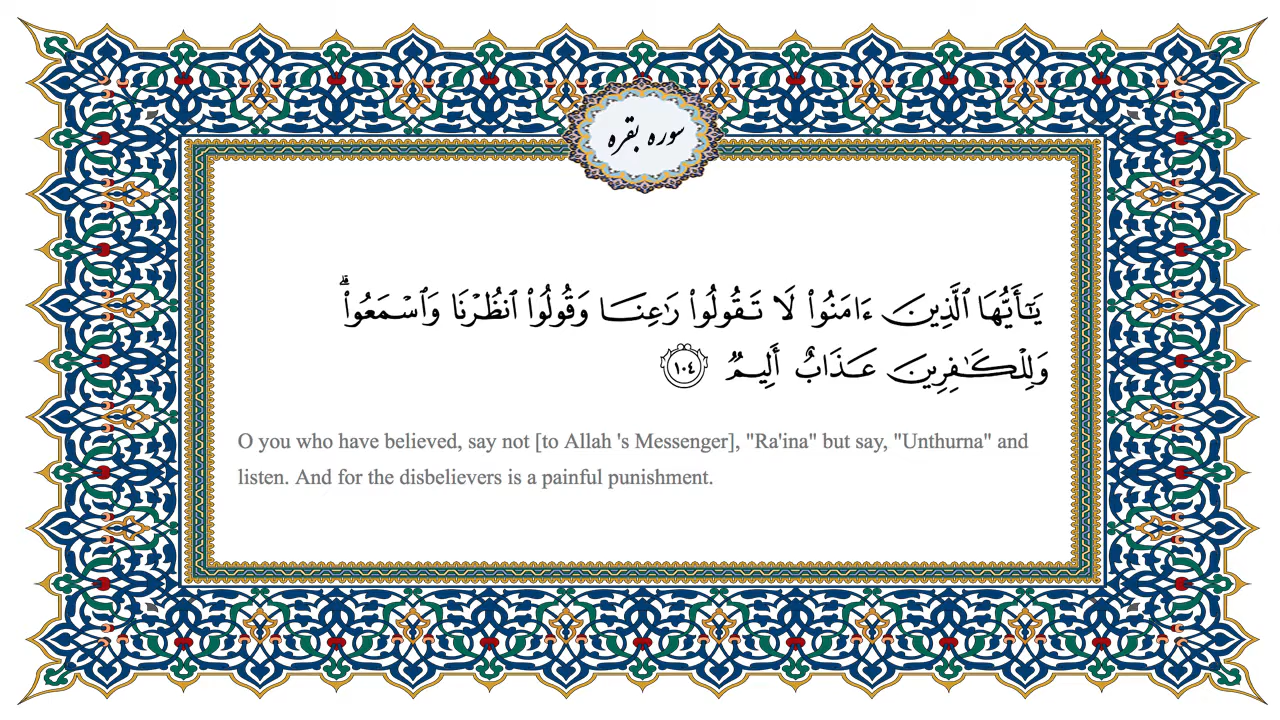 سوره بقره
يَٰٓأَيُّهَا ٱلَّذِينَ ءَامَنُوا۟ لَا تَقُولُوا۟ رَٰعِنَا وَقُولُوا۟ ٱنظُرْنَا وَٱسْمَعُوا۟ ۗ
وَلِلْكَٰفِرِينَ عَذَابٌ أَلِيمٌ ١٠٤
O you who have believed, say not [to Allah 's Messenger], "Ra'ina" but say, "Unthurna" and
listen. And for the disbelievers is a painful punishment.